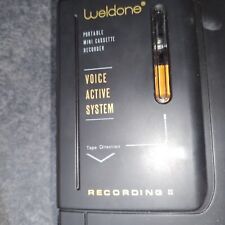 weldone®
PORTABLE
MINI CASSETTE
RECORDER
VOICE
ACTIVE
SYSTEM
Tape Direction
RECORDING II